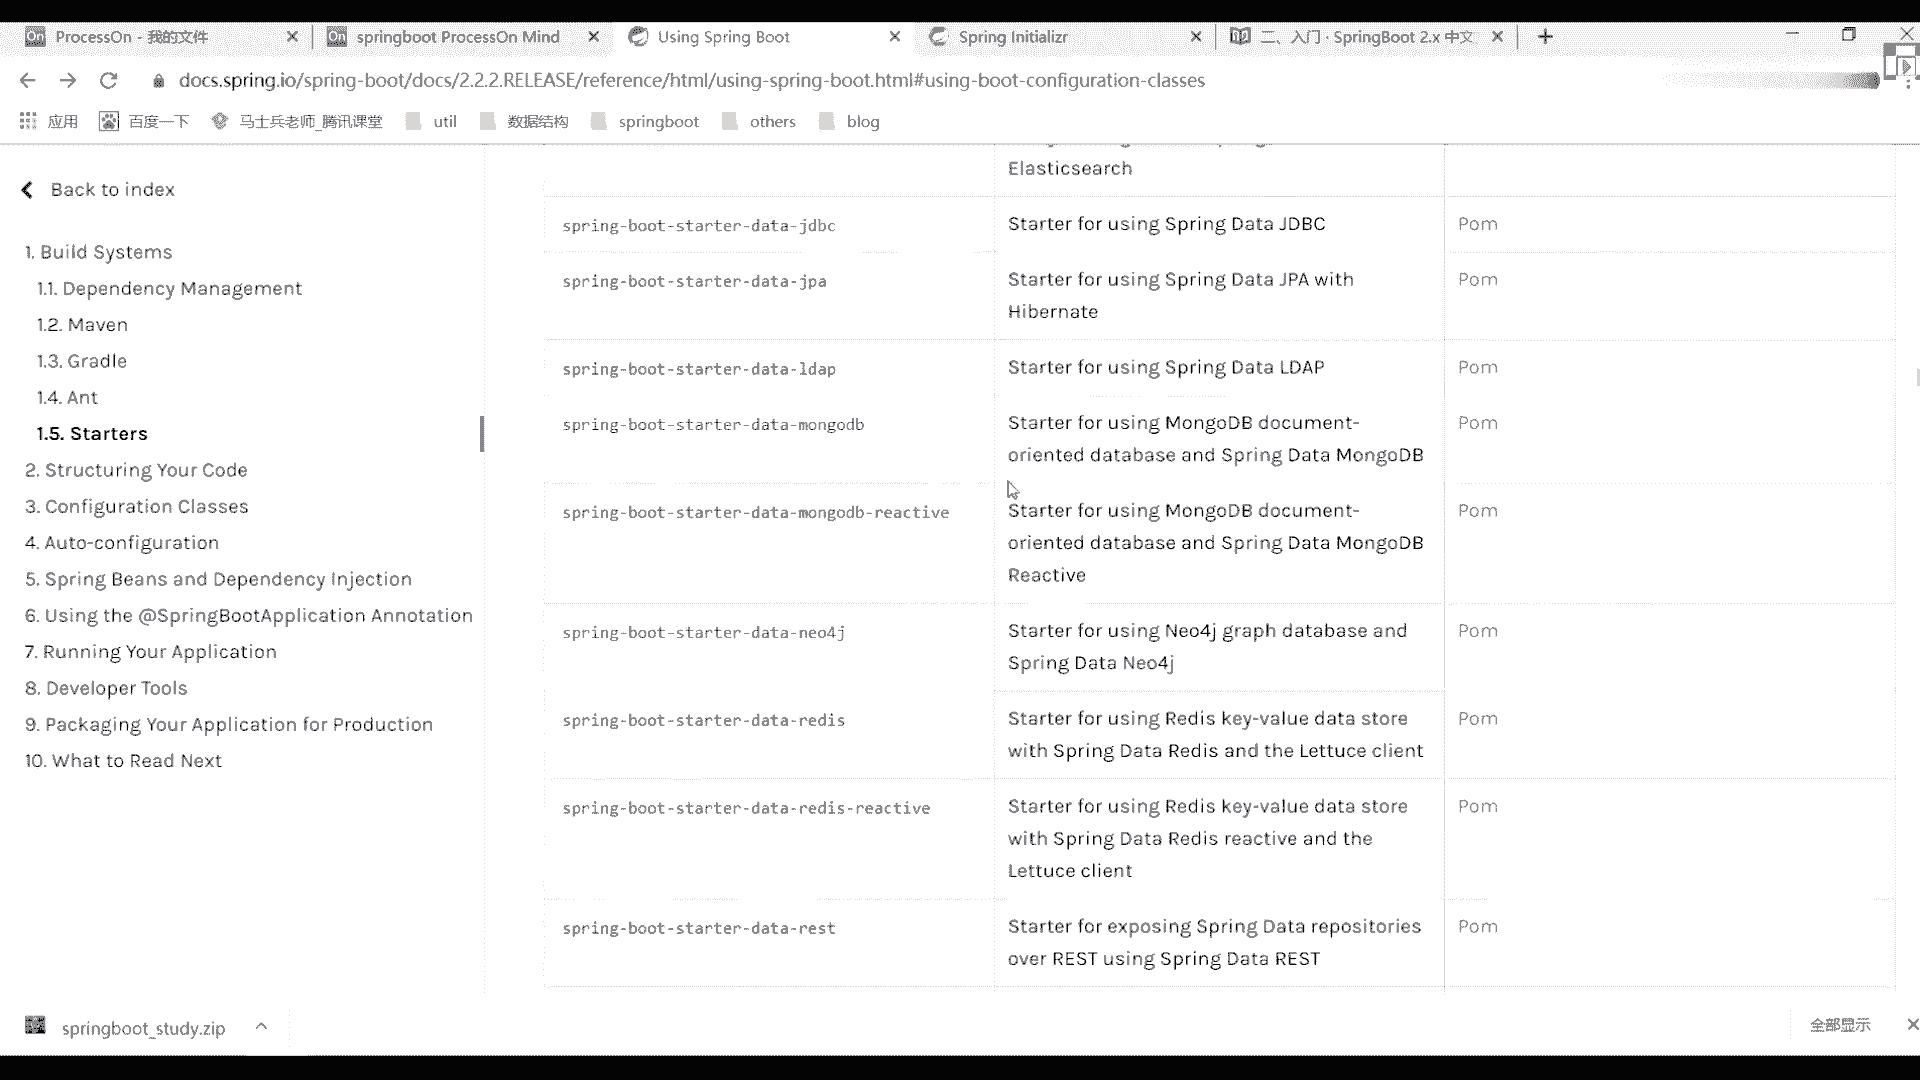 ProcessOn - 我的文件
springboot ProcessOn Mind
Using Spring Boot
Spring Initializr
二、入门 · SpringBoot 2.x 中文
docs.spring.io/spring-boot/docs/2.2.2.RELEASE/reference/html/using-spring-boot.html#using-boot-configuration-classes
应用
百度一下
马士兵老师_腾讯课堂
util
数据结构
springboot
others
blog
Back to index
1. Build Systems
1.1. Dependency Management
1.2. Maven
1.3. Gradle
1.4. Ant
1.5. Starters
2. Structuring Your Code
3. Configuration Classes
4. Auto-configuration
5. Spring Beans and Dependency Injection
6. Using the @SpringBootApplication Annotation
7. Running Your Application
8. Developer Tools
9. Packaging Your Application for Production
10. What to Read Next
Elasticsearch
spring-boot-starter-data-jdbc
Starter for using Spring Data JDBC
Pom
spring-boot-starter-data-jpa
Starter for using Spring Data JPA with
Hibernate
Pom
spring-boot-starter-data-ldap
Starter for using Spring Data LDAP
Pom
spring-boot-starter-data-mongodb
Starter for using MongoDB document-
oriented database and Spring Data MongoDB
Pom
spring-boot-starter-data-mongodb-reactive
Starter for using MongoDB document-
oriented database and Spring Data MongoDB
Reactive
Pom
spring-boot-starter-data-neo4j
Starter for using Neo4j graph database and
Spring Data Neo4j
Pom
spring-boot-starter-data-redis
Starter for using Redis key-value data store
with Spring Data Redis and the Lettuce client
Pom
spring-boot-starter-data-redis-reactive
Starter for using Redis key-value data store
with Spring Data Redis reactive and the
Lettuce client
Pom
spring-boot-starter-data-rest
Starter for exposing Spring Data repositories
over REST using Spring Data REST
Pom
springboot_study.zip
全部显示